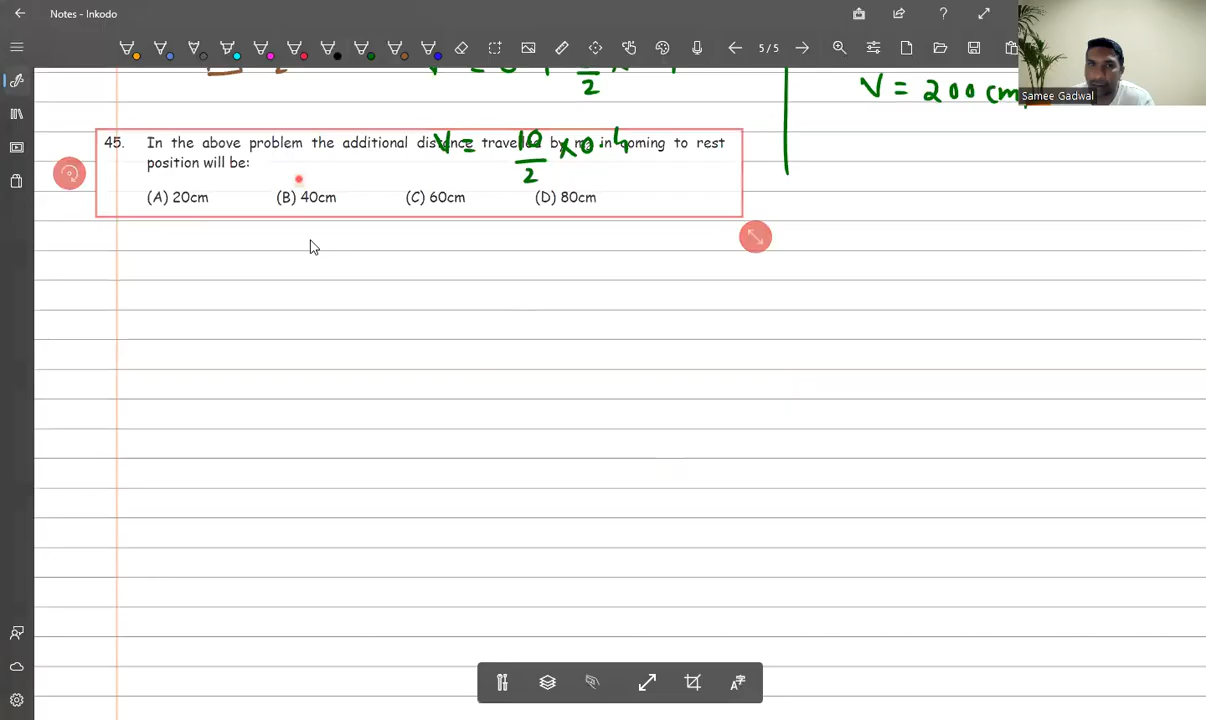 Notes - Inkodo
5 / 5
V = 200 cm
Samee Gadwal
45. In the above problem the additional distance travelled by m₂ in coming to rest
position will be:
V = 10/2 × 0.4
(A) 20cm (B) 40cm (C) 60cm (D) 80cm